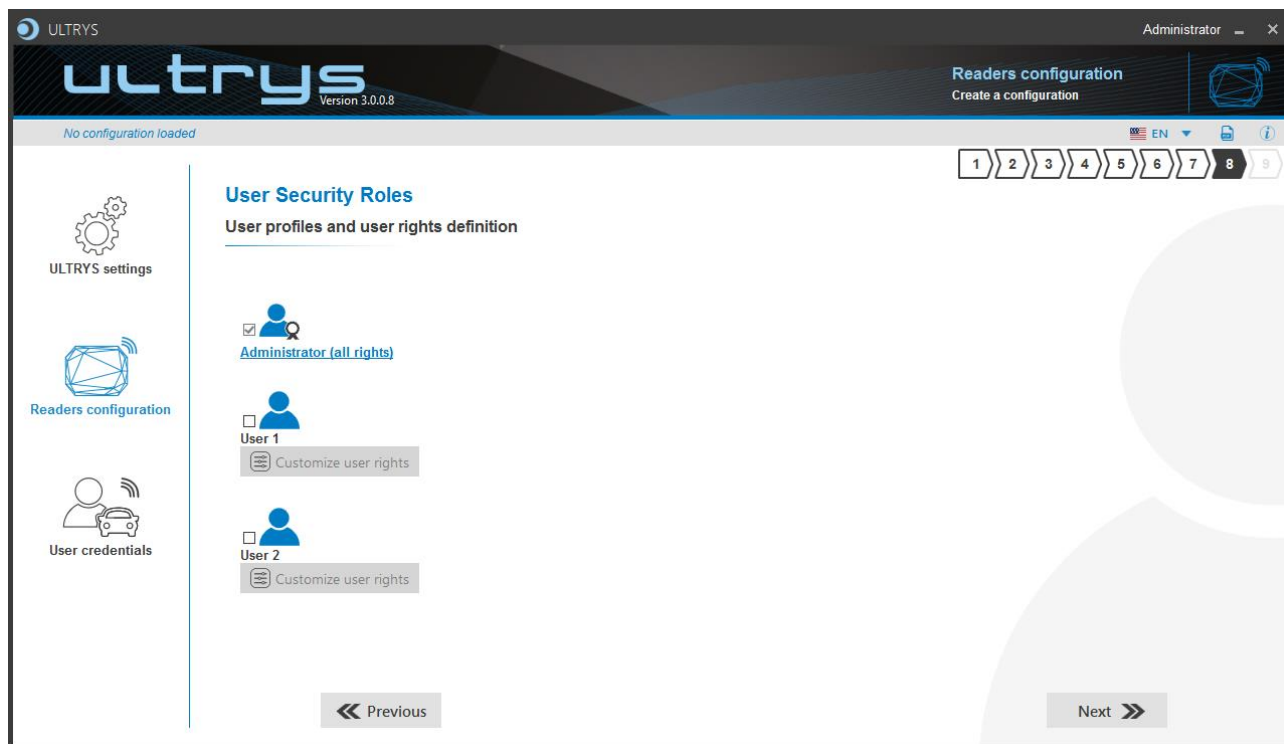 ULTRYS
Administrator
ultrys
Version 3.0.0.8
Readers configuration
Create a configuration
No configuration loaded
EN
1 2 3 4 5 6 7 8 9
User Security Roles
User profiles and user rights definition
ULTRYS settings
Readers configuration
User credentials
Administrator (all rights)
User 1
Customize user rights
User 2
Customize user rights
Previous
Next